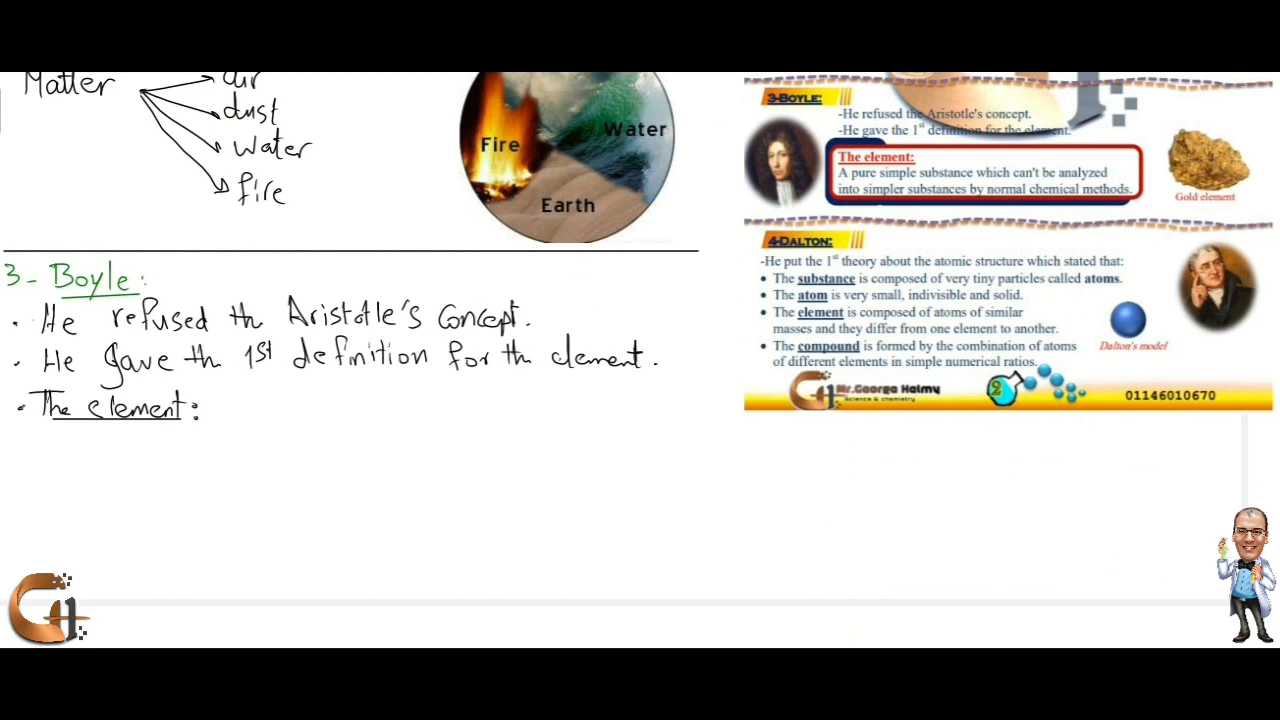 Matter
air
dust
water
fire
Fire
Water
Earth
3- Boyle:
· He refused th Aristotle's Concept.
· He gave th 1st definition for th element.
· The element:
3-BOYLE:
-He refused the Aristotle's concept.
-He gave the 1st definition for the element.
The element:
A pure simple substance which can't be analyzed
into simpler substances by normal chemical methods.
Gold element
4-DALTON:
-He put the 1st theory about the atomic structure which stated that:
• The substance is composed of very tiny particles called atoms.
• The atom is very small, indivisible and solid.
• The element is composed of atoms of similar
masses and they differ from one element to another.
• The compound is formed by the combination of atoms
of different elements in simple numerical ratios.
Dalton's model
Mr.George Halmy
Science & chemistry
2
01146010670